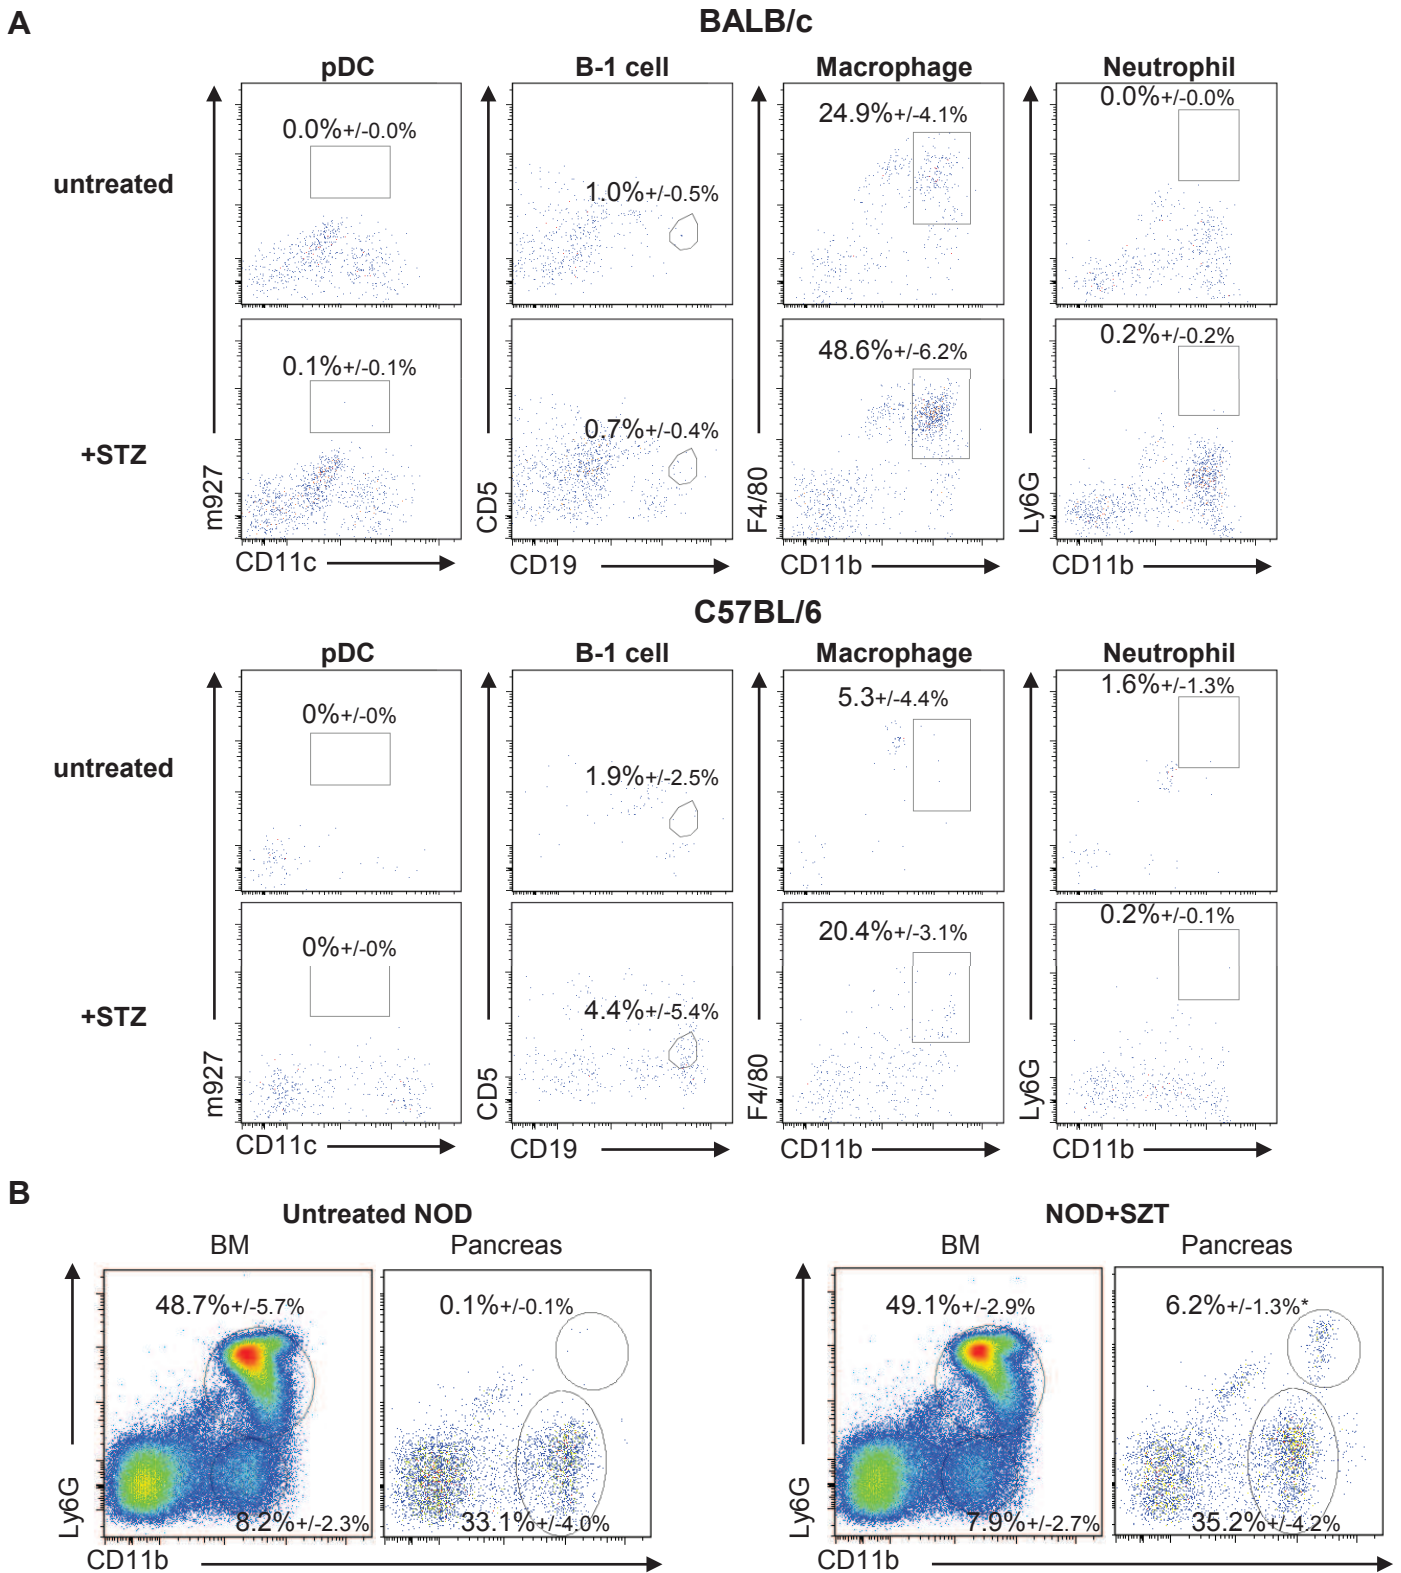 A
BALB/c
pDC B-1 cell Macrophage Neutrophil
untreated
0.0%+/-0.0%
1.0%+/-0.5%
24.9%+/-4.1%
0.0%+/-0.0%
+STZ
0.1%+/-0.1%
0.7%+/-0.4%
48.6%+/-6.2%
0.2%+/-0.2%
m927
CD5
F4/80
Ly6G
CD11c CD19 CD11b CD11b
C57BL/6
pDC B-1 cell Macrophage Neutrophil
untreated
0%+/-0%
1.9%+/-2.5%
5.3+/-4.4%
1.6%+/-1.3%
+STZ
0%+/-0%
4.4%+/-5.4%
20.4%+/-3.1%
0.2%+/-0.1%
m927
CD5
F4/80
Ly6G
CD11c CD19 CD11b CD11b
B
Untreated NOD
BM Pancreas
48.7%+/-5.7%
0.1%+/-0.1%
8.2%+/-2.3%
33.1%+/-4.0%
Ly6G
CD11b
NOD+SZT
BM Pancreas
49.1%+/-2.9%
6.2%+/-1.3%*
7.9%+/-2.7%
35.2%+/-4.2%
Ly6G
CD11b